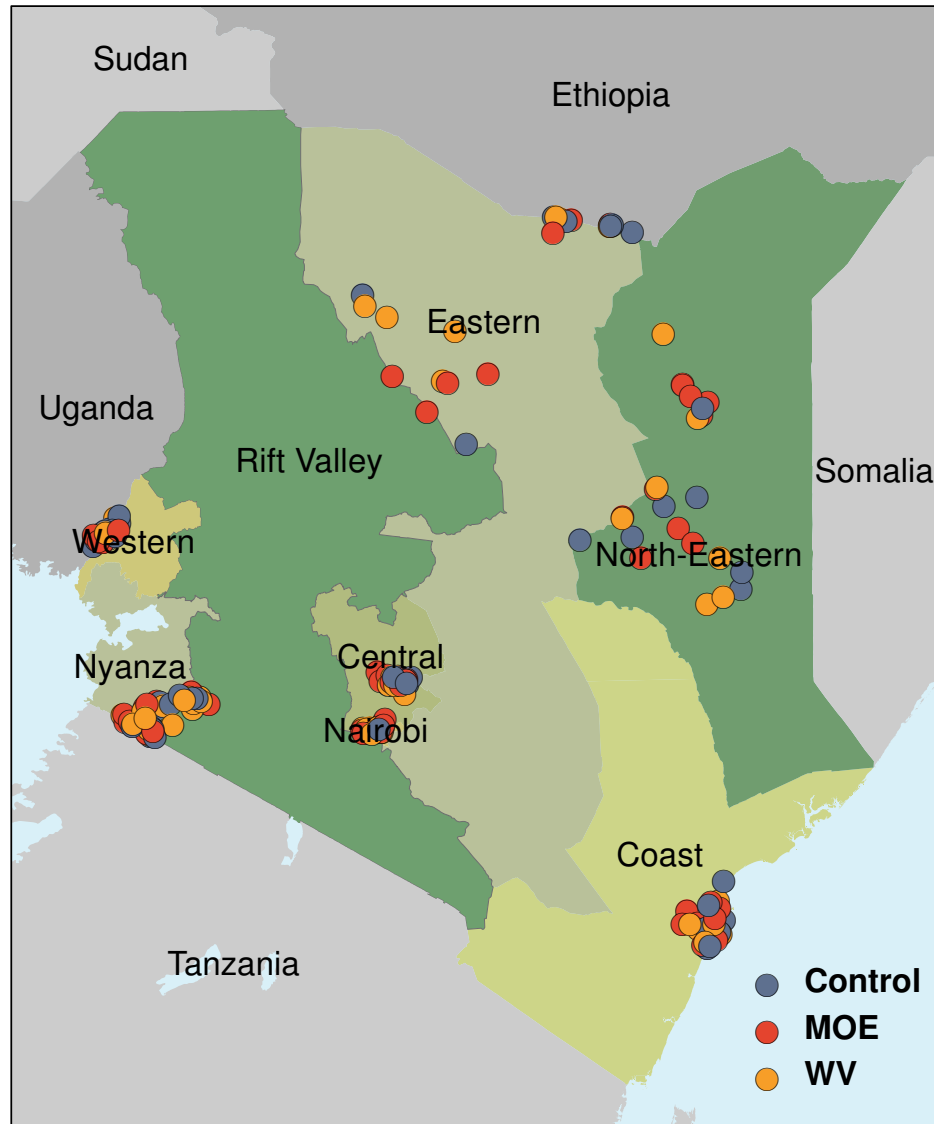 Sudan
Ethiopia
Eastern
Uganda
Rift Valley
Somalia
Western
North-Eastern
Nyanza
Central
Nairobi
Coast
Tanzania
Control
MOE
WV